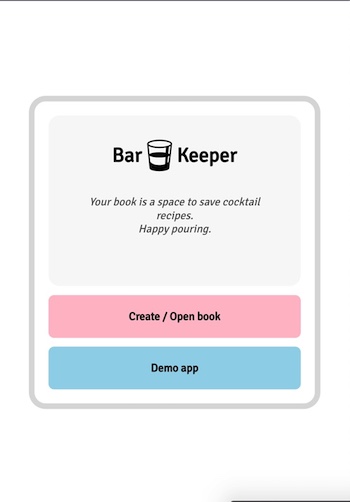 Bar Keeper
Your book is a space to save cocktail
recipes.
Happy pouring.
Create / Open book
Demo app